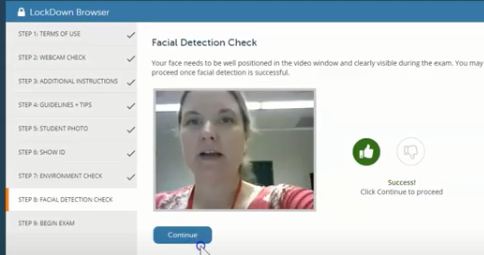 LockDown Browser
STEP 1: TERMS OF USE
STEP 2: WEBCAM CHECK
STEP 3: ADDITIONAL INSTRUCTIONS
STEP 4: GUIDELINES + TIPS
STEP 5: STUDENT PHOTO
STEP 6: SHOW ID
STEP 7: ENVIRONMENT CHECK
STEP 8: FACIAL DETECTION CHECK
STEP 9: BEGIN EXAM
Facial Detection Check
Your face needs to be well positioned in the video window and clearly visible during the exam. You may
proceed once facial detection is successful.
Success!
Click Continue to proceed
Continue